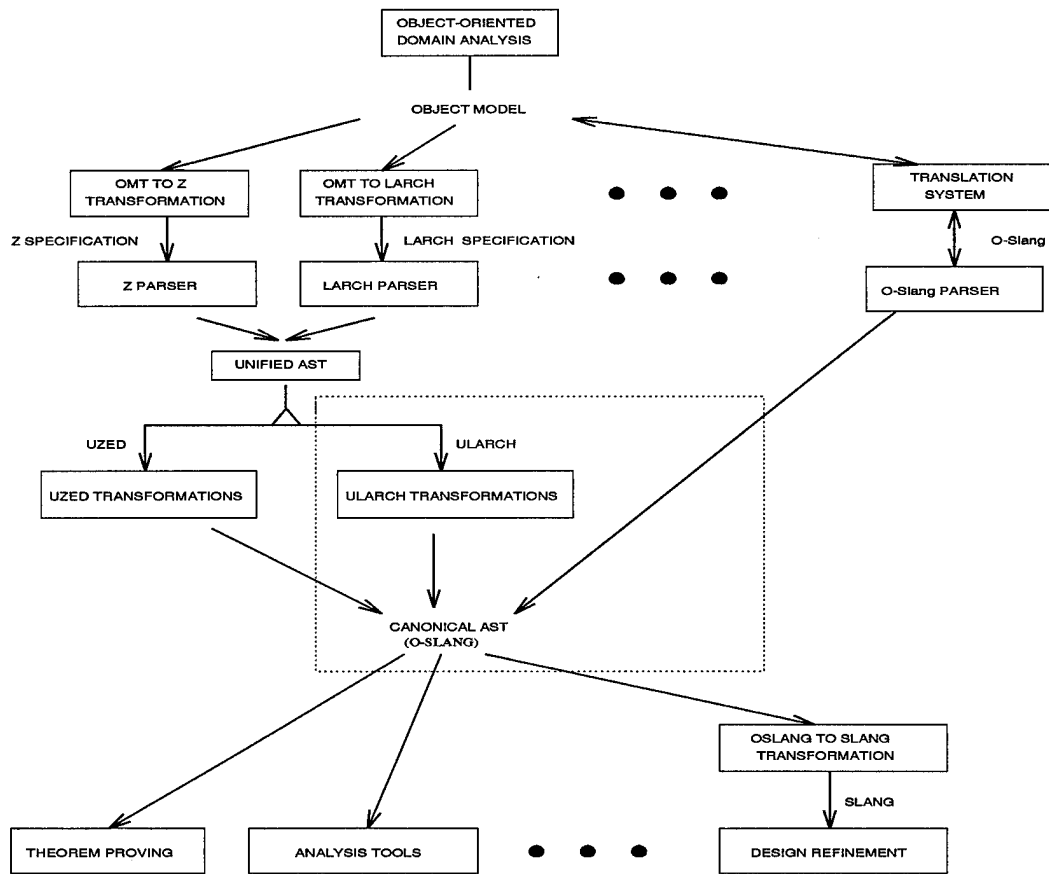 OBJECT-ORIENTED
DOMAIN ANALYSIS
OBJECT MODEL
OMT TO Z
TRANSFORMATION
OMT TO LARCH
TRANSFORMATION
TRANSLATION
SYSTEM
Z SPECIFICATION
LARCH SPECIFICATION
O-Slang
Z PARSER
LARCH PARSER
O-Slang PARSER
UNIFIED AST
UZED
ULARCH
UZED TRANSFORMATIONS
ULARCH TRANSFORMATIONS
CANONICAL AST
(O-SLANG)
OSLANG TO SLANG
TRANSFORMATION
SLANG
THEOREM PROVING
ANALYSIS TOOLS
DESIGN REFINEMENT